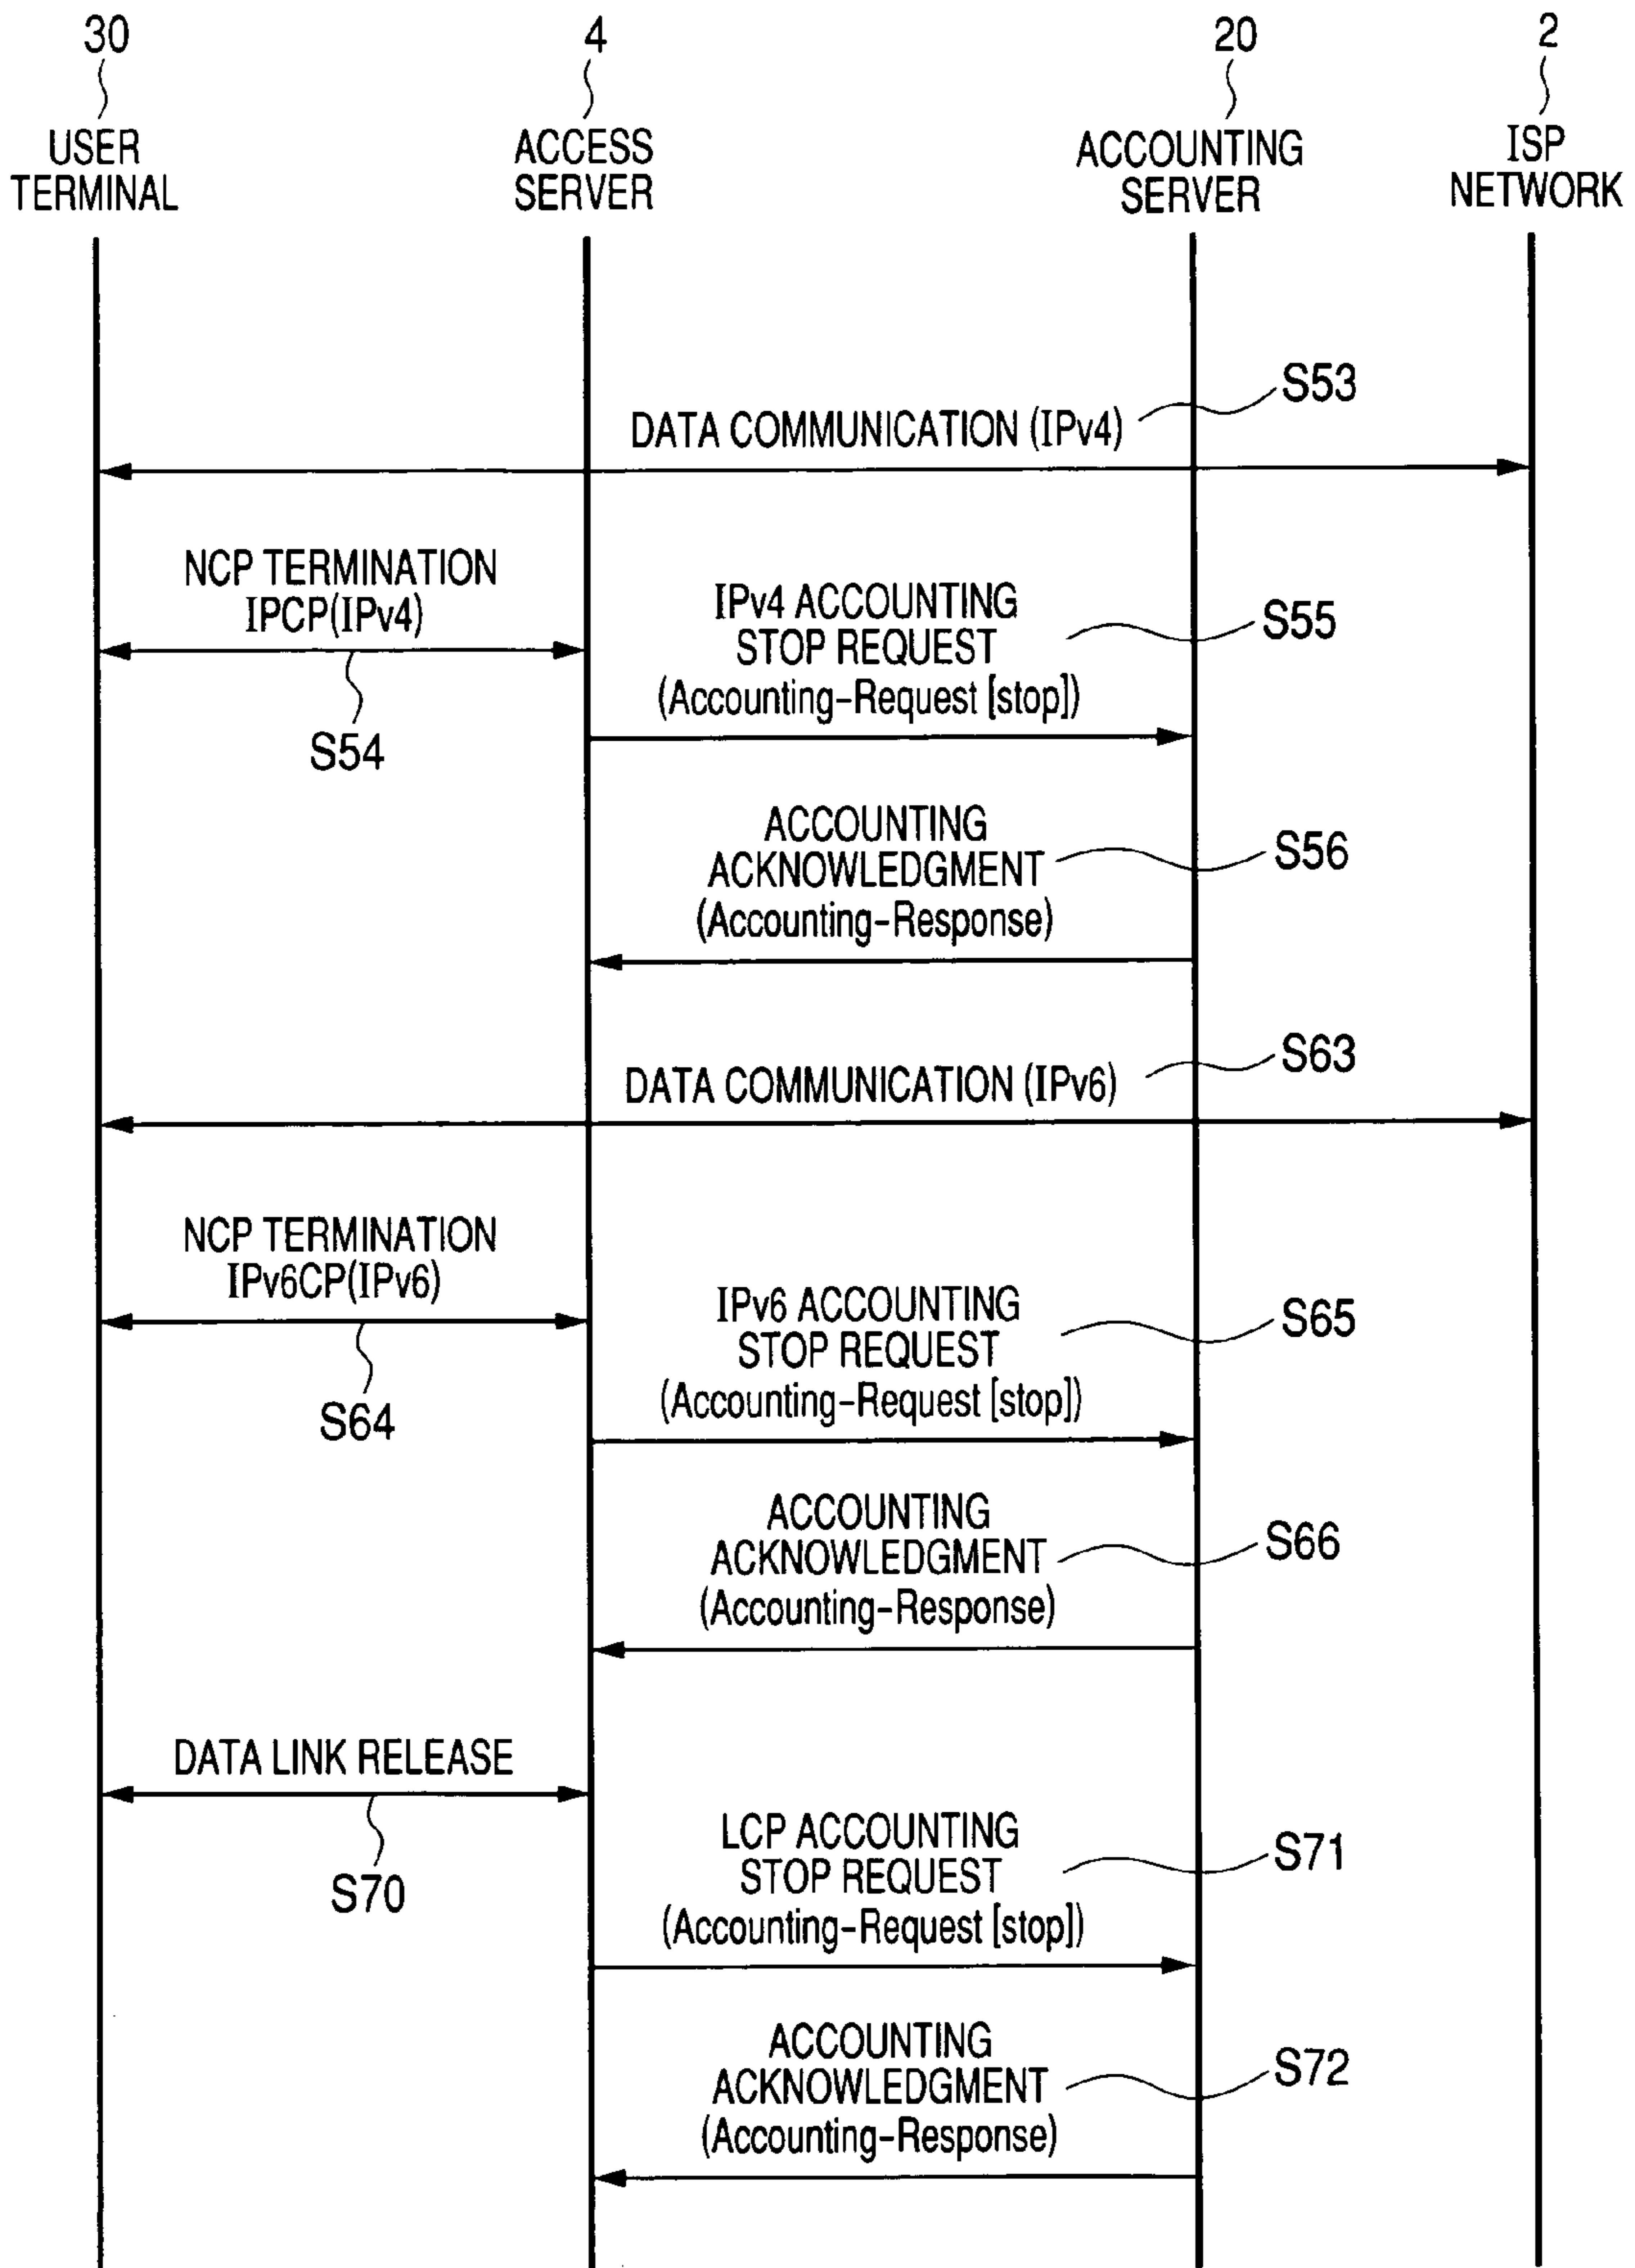 30
4
20
2
USER
TERMINAL
ACCESS
SERVER
ACCOUNTING
SERVER
ISP
NETWORK
S53
DATA COMMUNICATION (IPv4)
NCP TERMINATION
IPCP(IPv4)
S54
IPv4 ACCOUNTING
STOP REQUEST
(Accounting-Request [stop])
S55
ACCOUNTING
ACKNOWLEDGMENT
(Accounting-Response)
S56
S63
DATA COMMUNICATION (IPv6)
NCP TERMINATION
IPv6CP(IPv6)
S64
IPv6 ACCOUNTING
STOP REQUEST
(Accounting-Request [stop])
S65
ACCOUNTING
ACKNOWLEDGMENT
(Accounting-Response)
S66
DATA LINK RELEASE
S70
LCP ACCOUNTING
STOP REQUEST
(Accounting-Request [stop])
S71
ACCOUNTING
ACKNOWLEDGMENT
(Accounting-Response)
S72